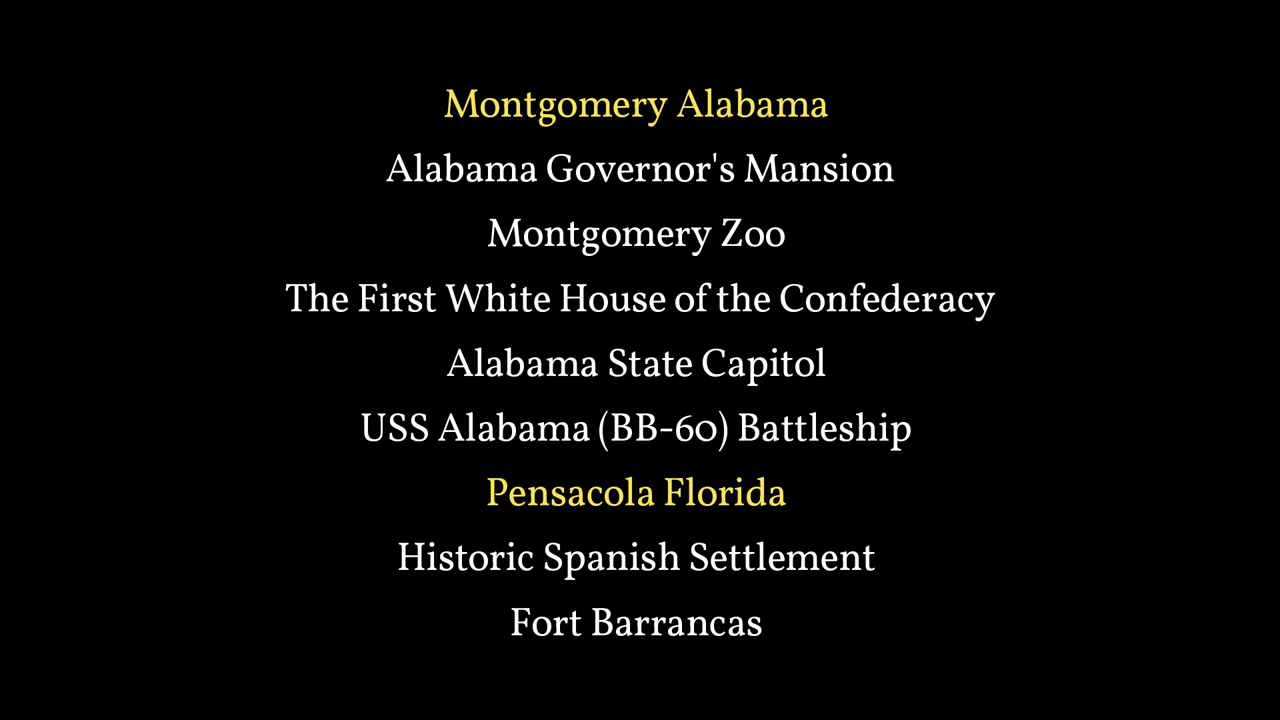 Montgomery Alabama
Alabama Governor's Mansion
Montgomery Zoo
The First White House of the Confederacy
Alabama State Capitol
USS Alabama (BB-60) Battleship
Pensacola Florida
Historic Spanish Settlement
Fort Barrancas